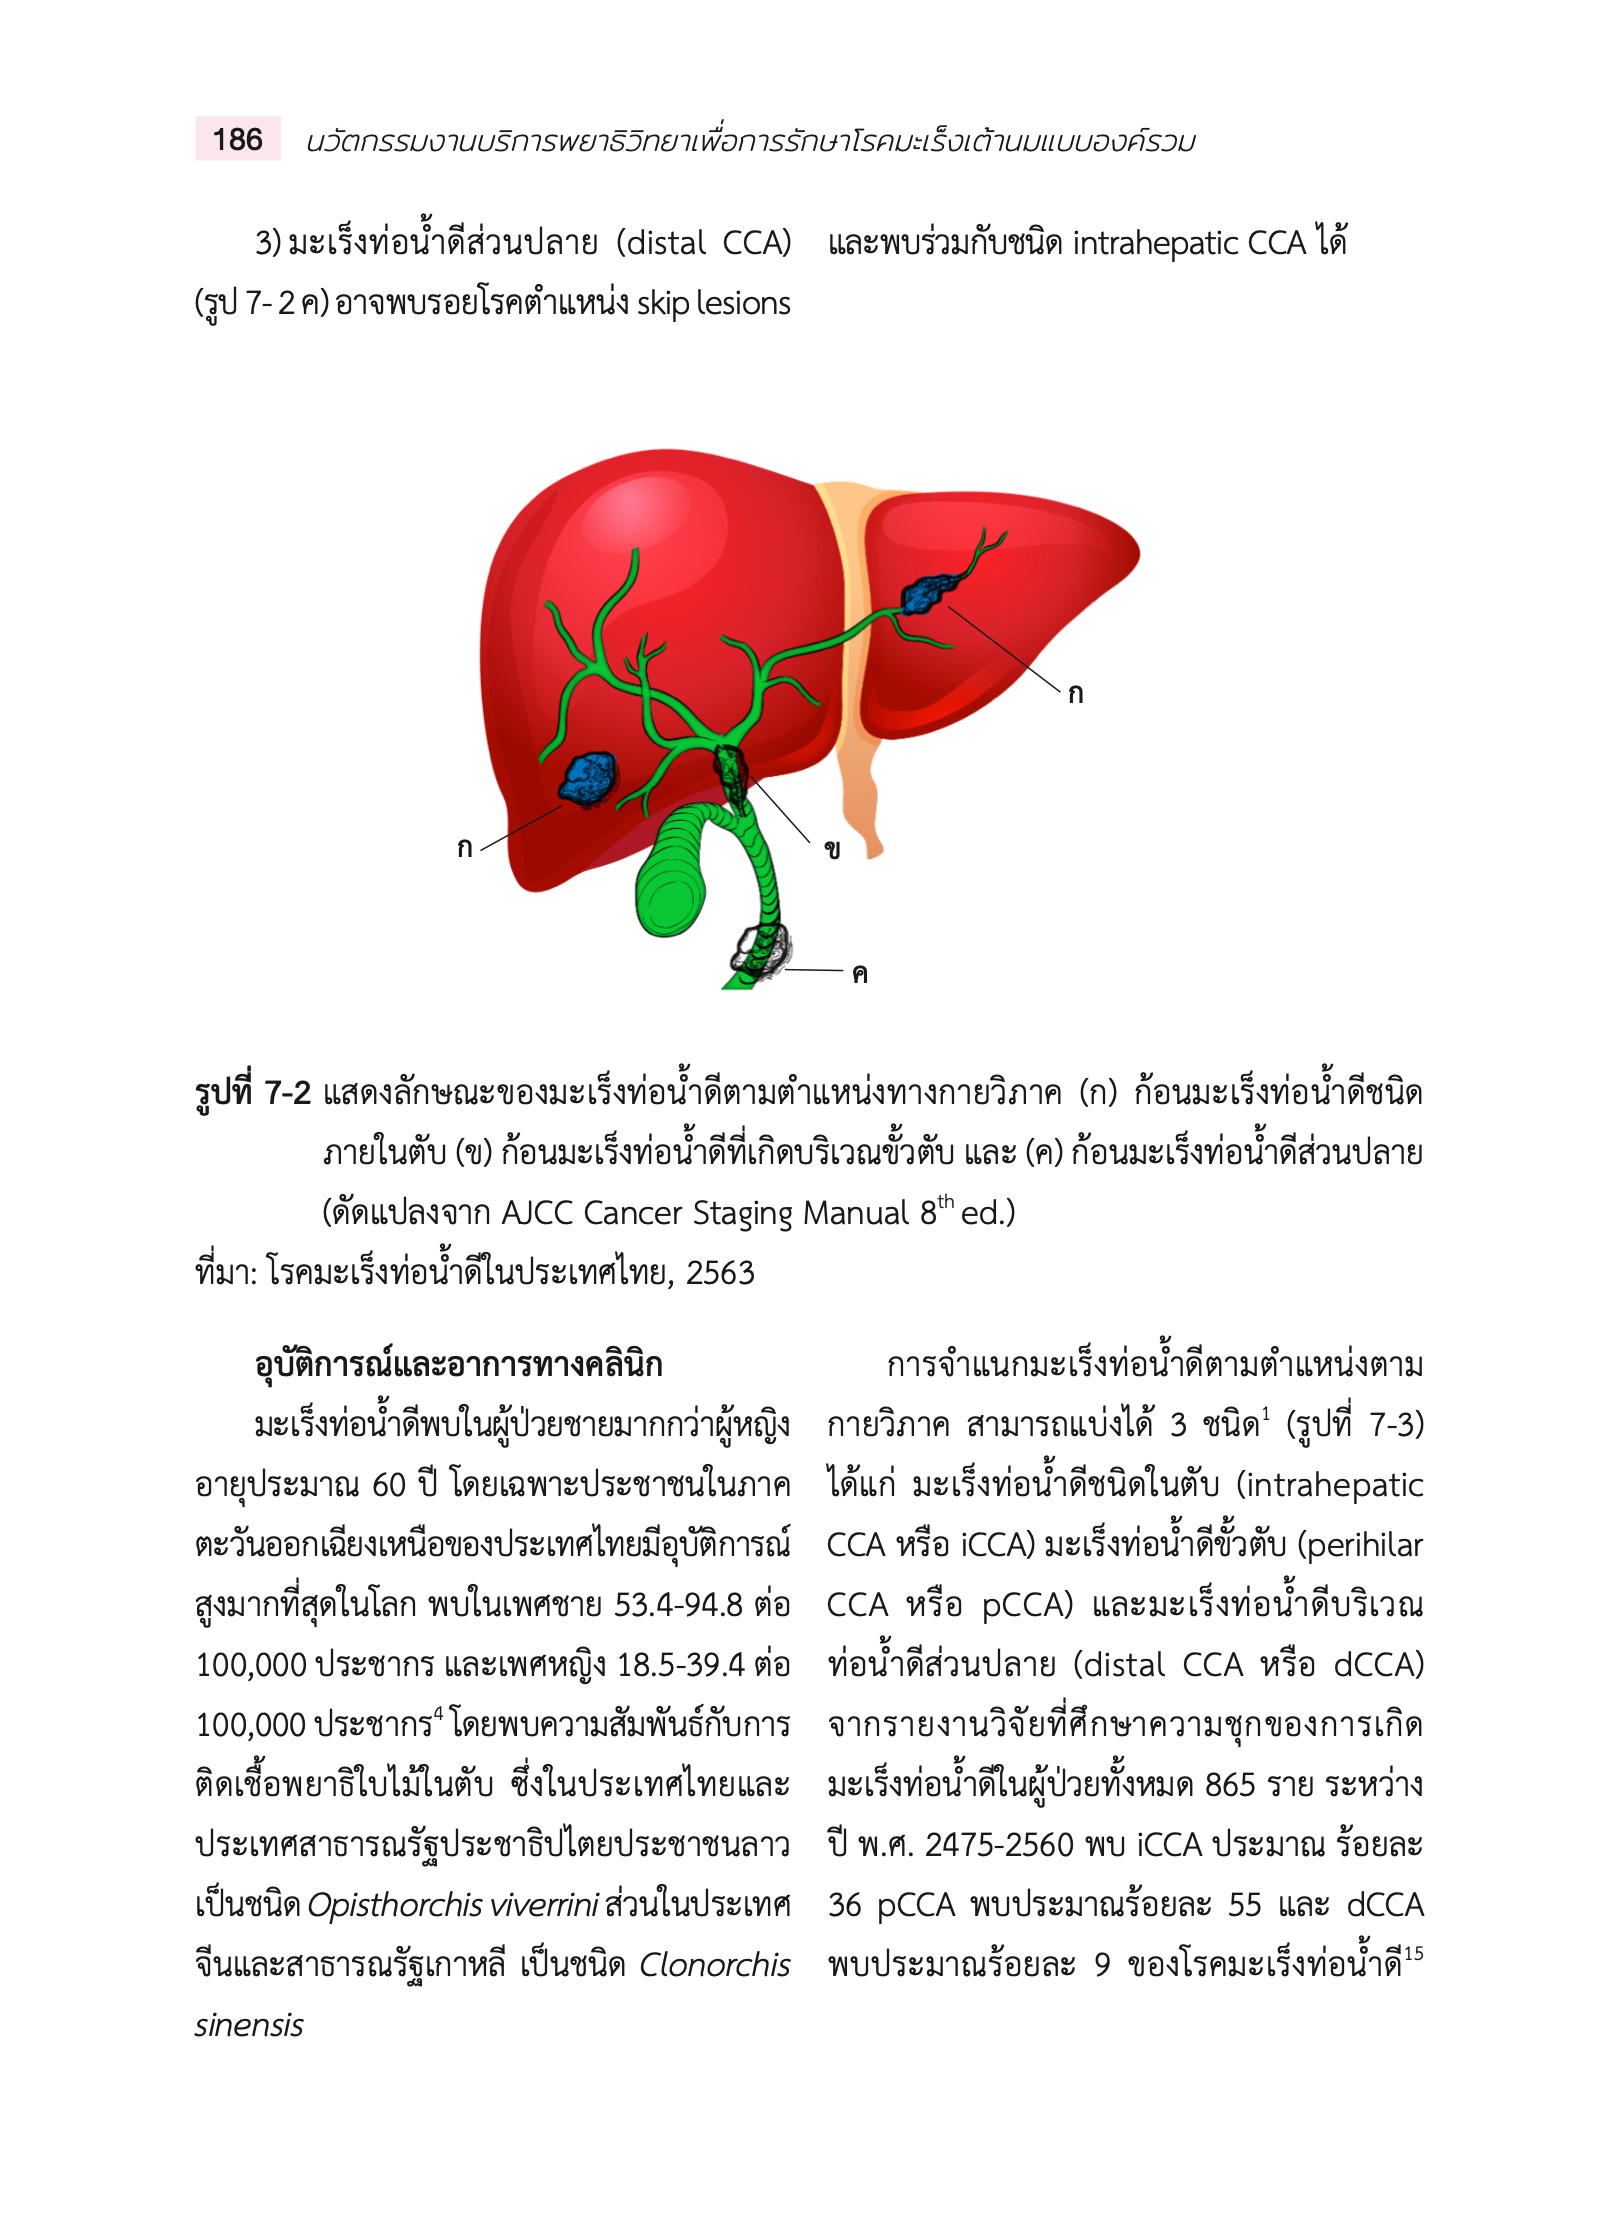 186 นวัตกรรมงานบริการพยาธิวิทยาเพื่อการรักษาโรคมะเร็งเต้านมแบบองค์รวม
3) มะเร็งท่อน้ำดีส่วนปลาย (distal CCA)
(รูป 7- 2 ค) อาจพบรอยโรคตำแหน่ง skip lesions
และพบร่วมกับชนิด intrahepatic CCA ได้
ก
ก
ข
ค
รูปที่ 7-2 แสดงลักษณะของมะเร็งท่อน้ำดีตามตำแหน่งทางกายวิภาค (ก) ก้อนมะเร็งท่อน้ำดีชนิด
ภายในตับ (ข) ก้อนมะเร็งท่อน้ำดีที่เกิดบริเวณขั้วตับ และ (ค) ก้อนมะเร็งท่อน้ำดีส่วนปลาย
(ดัดแปลงจาก AJCC Cancer Staging Manual 8th ed.)
ที่มา: โรคมะเร็งท่อน้ำดีในประเทศไทย, 2563
อุบัติการณ์และอาการทางคลินิก
มะเร็งท่อน้ำดีพบในผู้ป่วยชายมากกว่าผู้หญิง
อายุประมาณ 60 ปี โดยเฉพาะประชาชนในภาค
ตะวันออกเฉียงเหนือของประเทศไทยมีอุบัติการณ์
สูงมากที่สุดในโลก พบในเพศชาย 53.4-94.8 ต่อ
100,000 ประชากร และเพศหญิง 18.5-39.4 ต่อ
100,000 ประชากร4 โดยพบความสัมพันธ์กับการ
ติดเชื้อพยาธิใบไม้ในตับ ซึ่งในประเทศไทยและ
ประเทศสาธารณรัฐประชาธิปไตยประชาชนลาว
เป็นชนิด Opisthorchis viverrini ส่วนในประเทศ
จีนและสาธารณรัฐเกาหลี เป็นชนิด Clonorchis
sinensis
การจำแนกมะเร็งท่อน้ำดีตามตำแหน่งตาม
กายวิภาค สามารถแบ่งได้ 3 ชนิด1 (รูปที่ 7-3)
ได้แก่ มะเร็งท่อน้ำดีชนิดในตับ (intrahepatic
CCA หรือ iCCA) มะเร็งท่อน้ำดีขั้วตับ (perihilar
CCA หรือ pCCA) และมะเร็งท่อน้ำดีบริเวณ
ท่อน้ำดีส่วนปลาย (distal CCA หรือ dCCA)
จากรายงานวิจัยที่ศึกษาความชุกของการเกิด
มะเร็งท่อน้ำดีในผู้ป่วยทั้งหมด 865 ราย ระหว่าง
ปี พ.ศ. 2475-2560 พบ iCCA ประมาณ ร้อยละ
36 pCCA พบประมาณร้อยละ 55 และ dCCA
พบประมาณร้อยละ 9 ของโรคมะเร็งท่อน้ำดี15